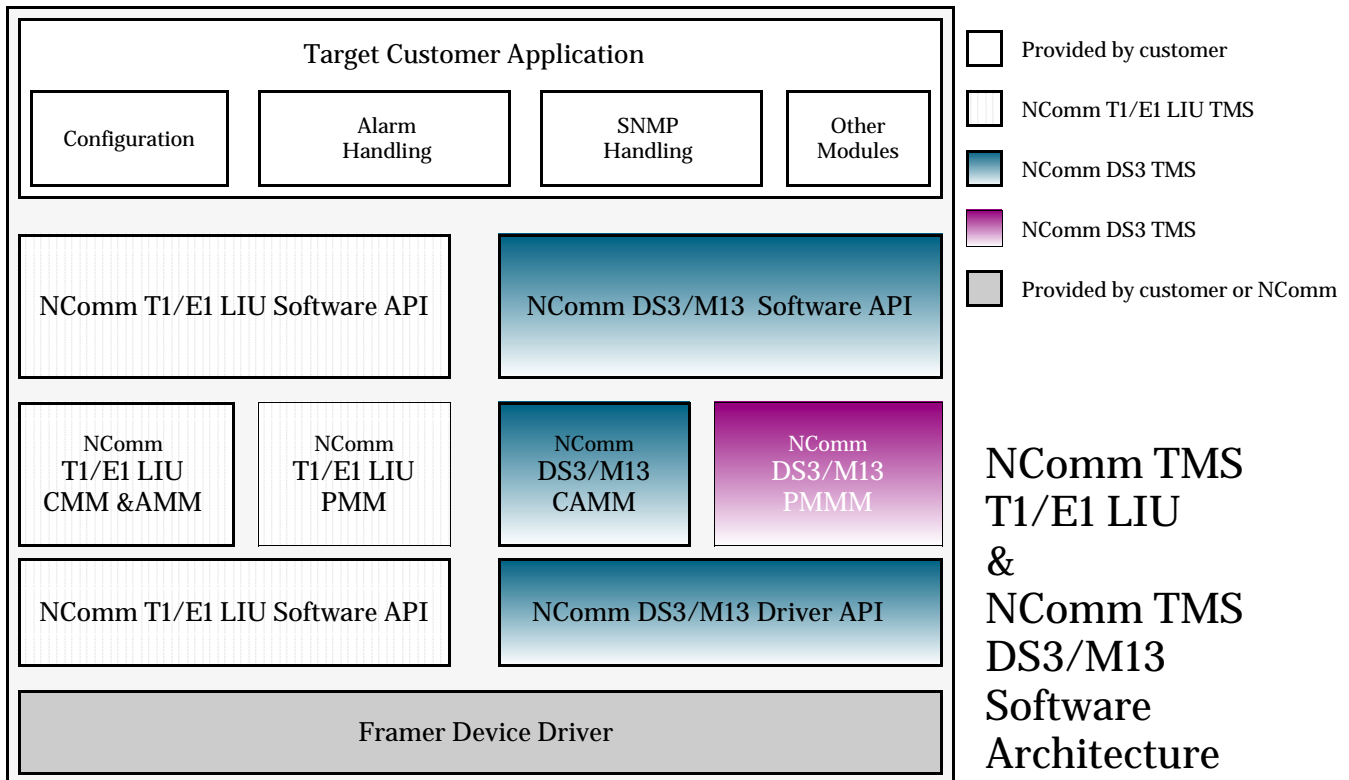 Target Customer Application
Configuration
Alarm
Handling
SNMP
Handling
Other
Modules
NComm T1/E1 LIU Software API
NComm DS3/M13 Software API
NComm
T1/E1 LIU
CMM &AMM
NComm
T1/E1 LIU
PMM
NComm
DS3/M13
CAMM
NComm
DS3/M13
PMMM
NComm T1/E1 LIU Software API
NComm DS3/M13 Driver API
Framer Device Driver
Provided by customer
NComm T1/E1 LIU TMS
NComm DS3 TMS
NComm DS3 TMS
Provided by customer or NComm
NComm TMS
T1/E1 LIU
&
NComm TMS
DS3/M13
Software
Architecture